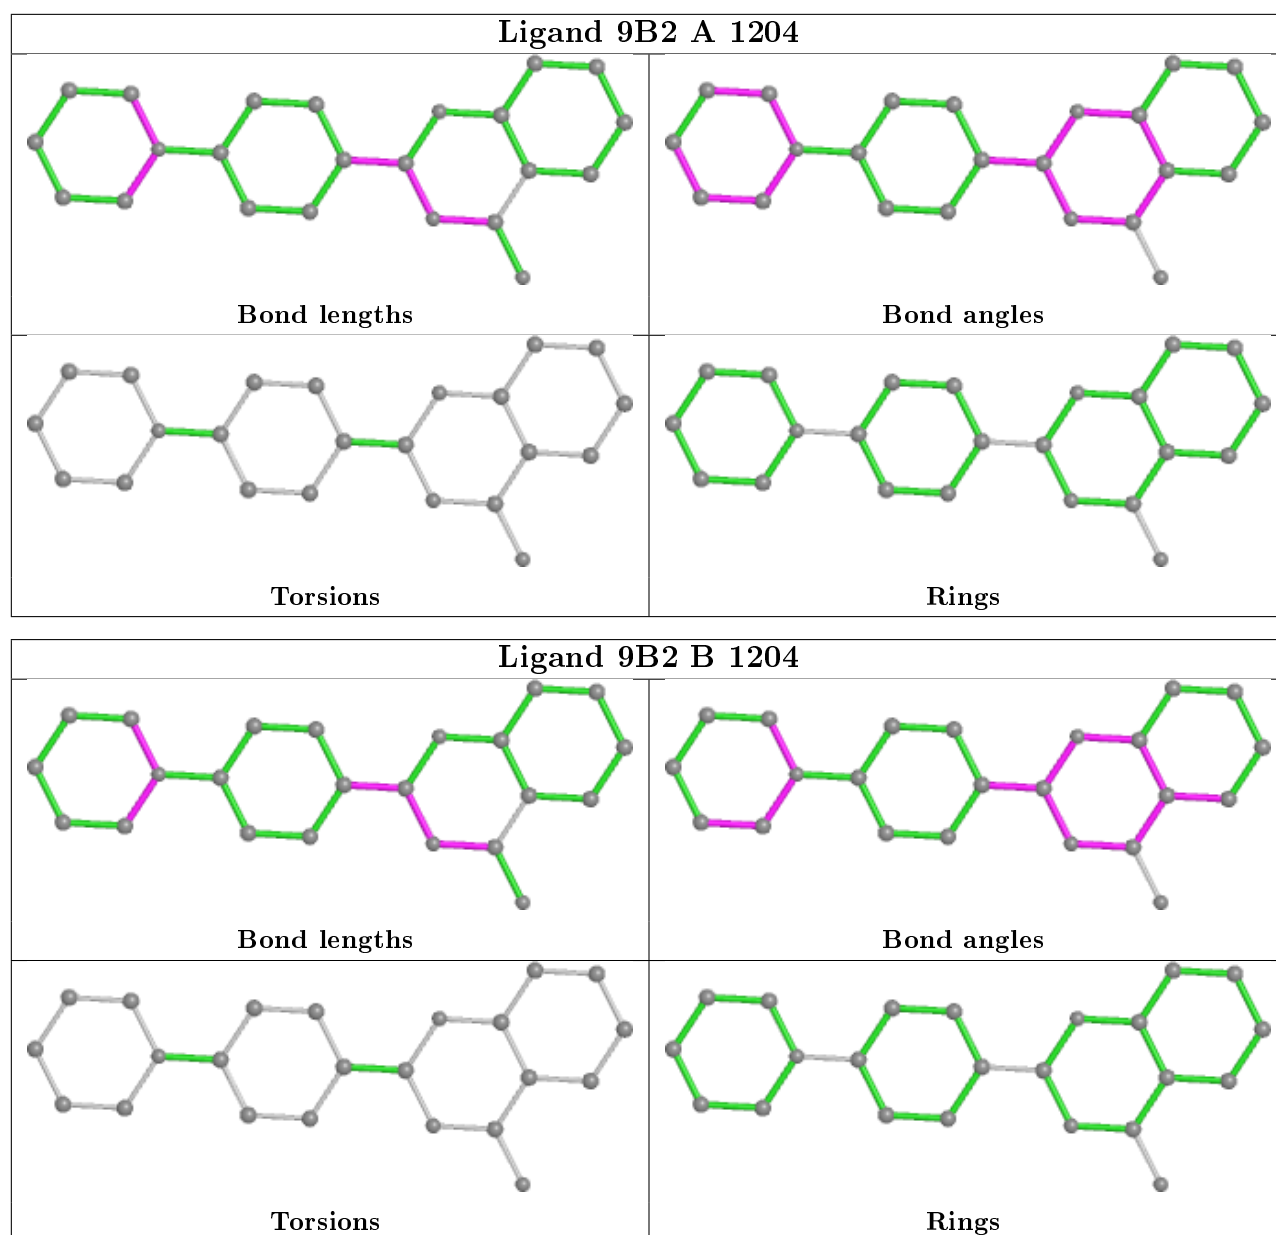 Ligand 9B2 A 1204
Bond lengths
Bond angles
Torsions
Rings
Ligand 9B2 B 1204
Bond lengths
Bond angles
Torsions
Rings